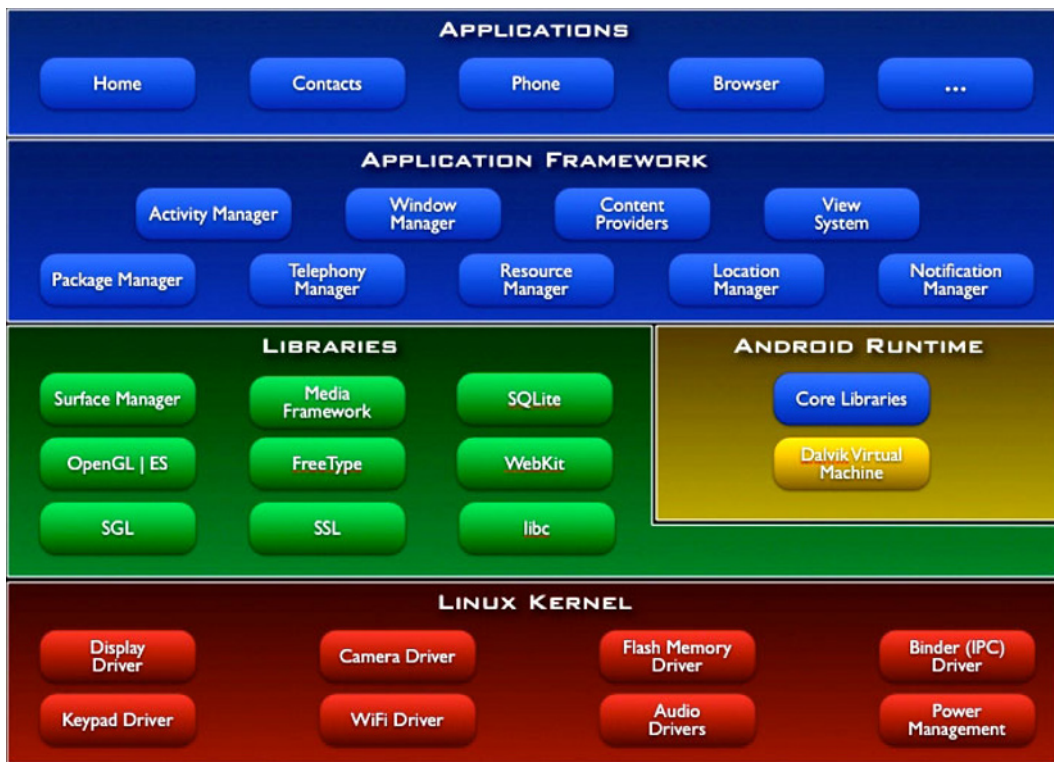 APPLICATIONS
Home
Contacts
Phone
Browser
...
APPLICATION FRAMEWORK
Activity Manager
Window
Manager
Content
Providers
View
System
Package Manager
Telephony
Manager
Resource
Manager
Location
Manager
Notification
Manager
LIBRARIES
Surface Manager
Media
Framework
SQLite
OpenGL | ES
FreeType
WebKit
SGL
SSL
libc
ANDROID RUNTIME
Core Libraries
Dalvik Virtual
Machine
LINUX KERNEL
Display
Driver
Camera Driver
Flash Memory
Driver
Binder (IPC)
Driver
Keypad Driver
WiFi Driver
Audio
Drivers
Power
Management